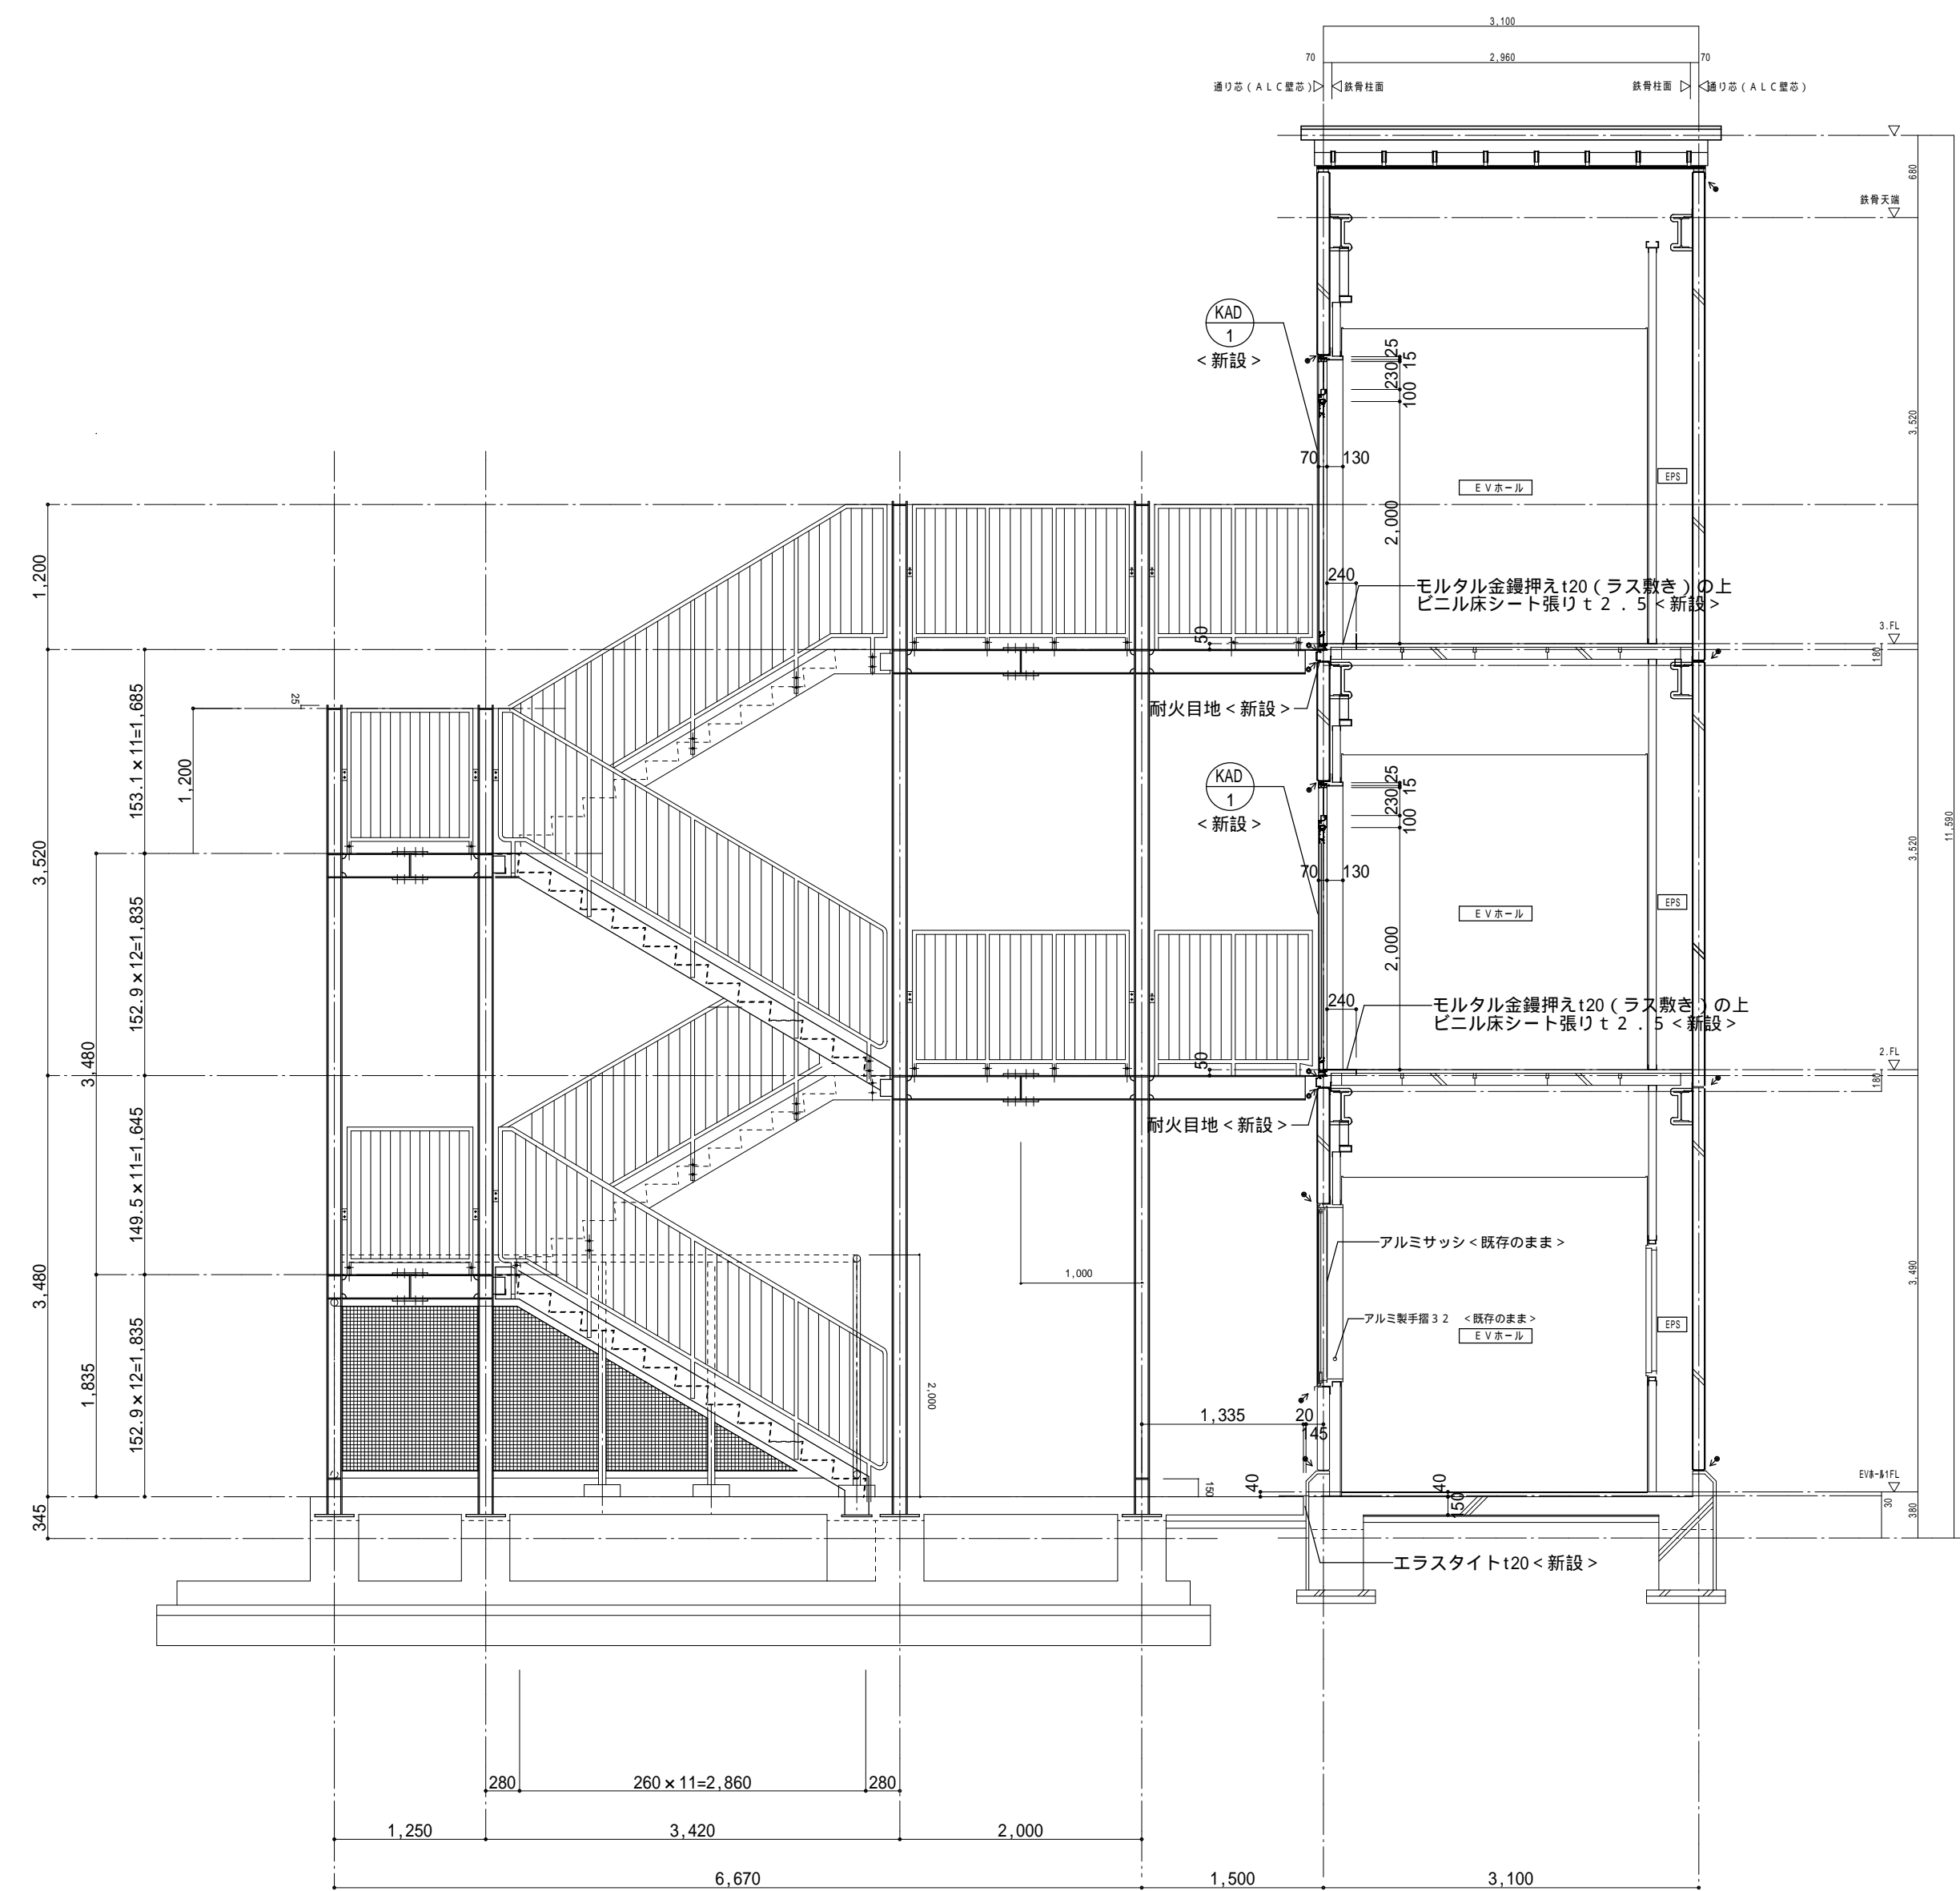 3,100
70
2,960
70
通り芯(ALC壁芯)
鉄骨柱面
鉄骨柱面
通り芯(ALC壁芯)
680
鉄骨天端
KAD
1
<新設>
25
15
230
100
3,520
70
130
EVホール
EPS
2,000
1,200
240
モルタル金鏝押えt20(ラス敷き)の上
ビニル床シート張りt2.5<新設>
50
3.FL
180
耐火目地<新設>
25
153.1×11=1,685
1,200
KAD
1
<新設>
25
15
230
100
3,520
3,520
11,590
70
130
EVホール
EPS
2,000
152.9×12=1,835
240
モルタル金鏝押えt20(ラス敷き)の上
ビニル床シート張りt2.5<新設>
50
2.FL
180
3,480
耐火目地<新設>
149.5×11=1,645
アルミサッシ<既存のまま>
1,000
3,480
3,490
アルミ製手摺32 <既存のまま>
EVホール
EPS
152.9×12=1,835
1,835
2,000
1,335
20
145
40
40
150
150
EVホール1FL
30
380
345
エラスタイトt20<新設>
280
260×11=2,860
280
1,250
3,420
2,000
6,670
1,500
3,100